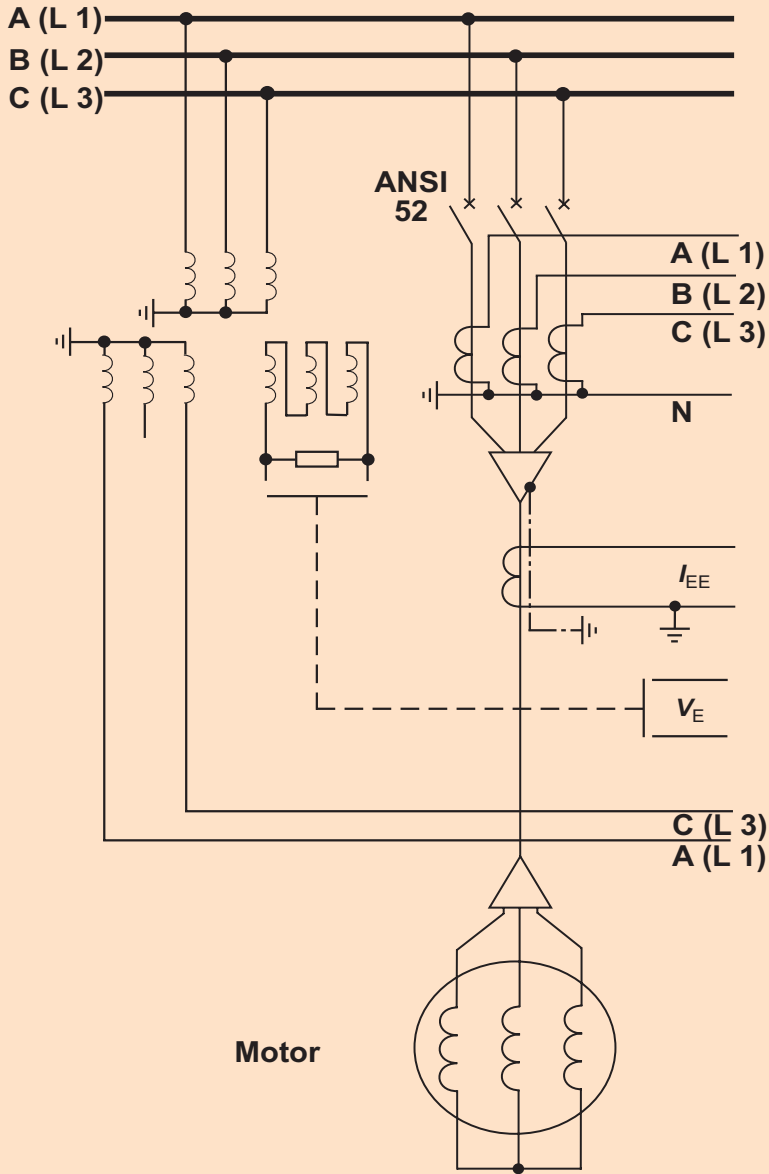 A (L 1)
B (L 2)
C (L 3)
ANSI
52
A (L 1)
B (L 2)
C (L 3)
N
IEE
VE
C (L 3)
A (L 1)
Motor